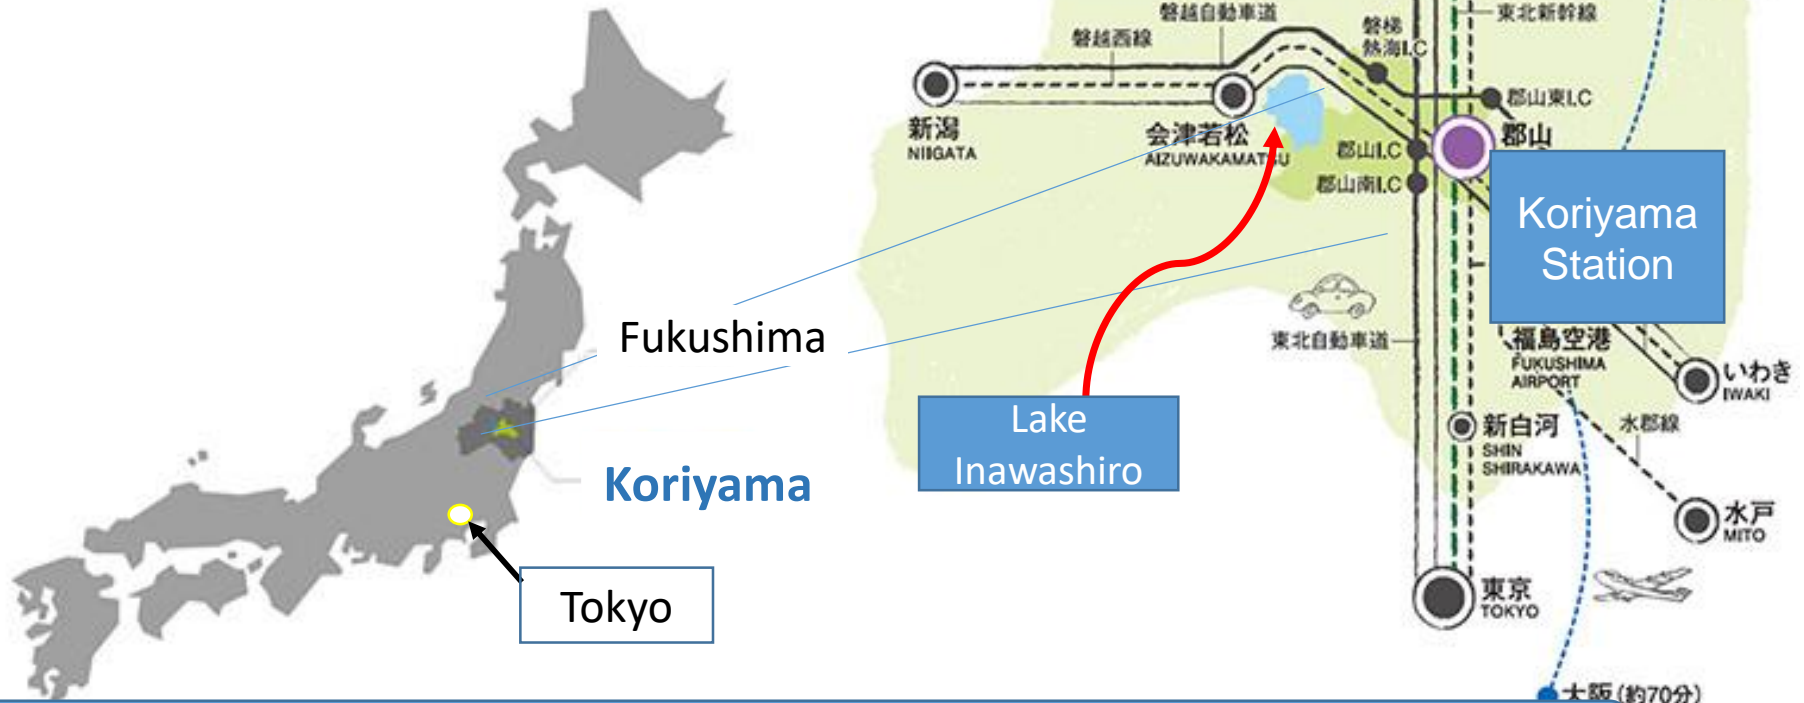 磐越自動車道
東北新幹線
磐越西線
磐梯
熱海I.C
郡山東I.C
新潟
NIIGATA
会津若松
AIZUWAKAMATSU
郡山I.C
郡山
郡山南I.C
Koriyama
Station
Fukushima
東北自動車道
福島空港
FUKUSHIMA
AIRPORT
いわき
IWAKI
Lake
Inawashiro
新白河
SHIN
SHIRAKAWA
水郡線
Koriyama
水戸
MITO
Tokyo
東京
TOKYO
大阪(約70分)